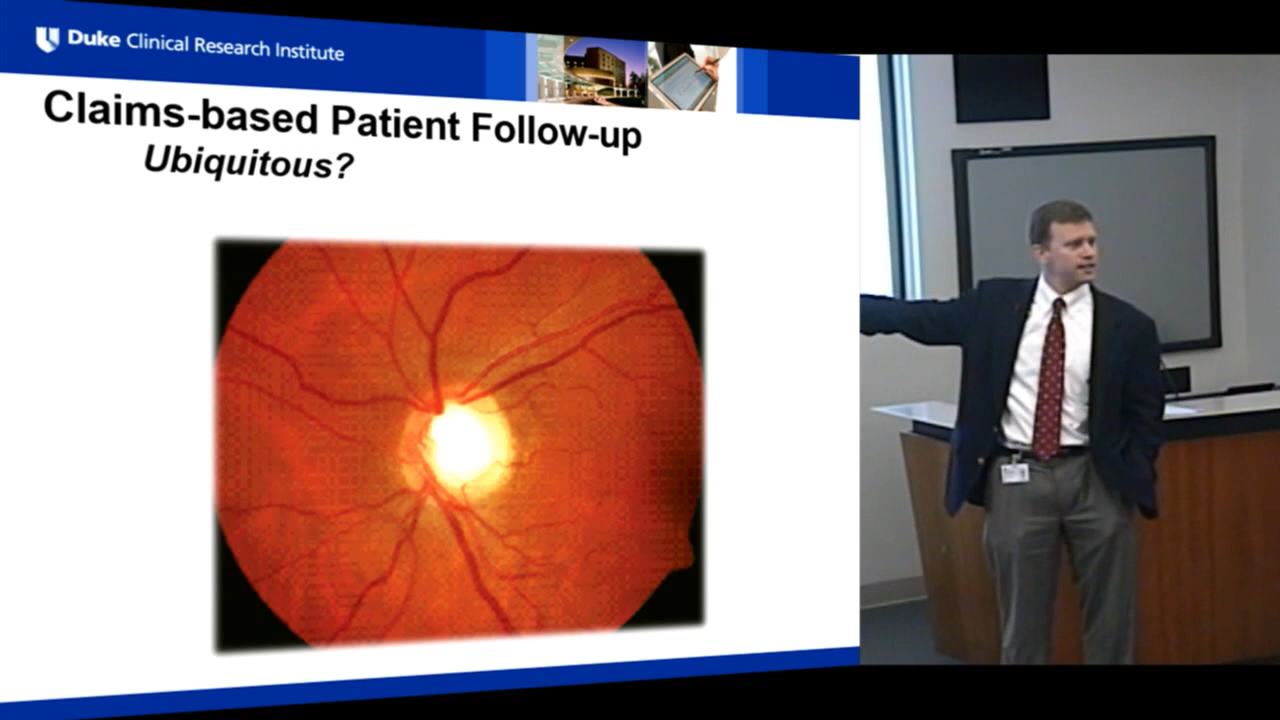 Duke Clinical Research Institute
Claims-based Patient Follow-up
Ubiquitous?